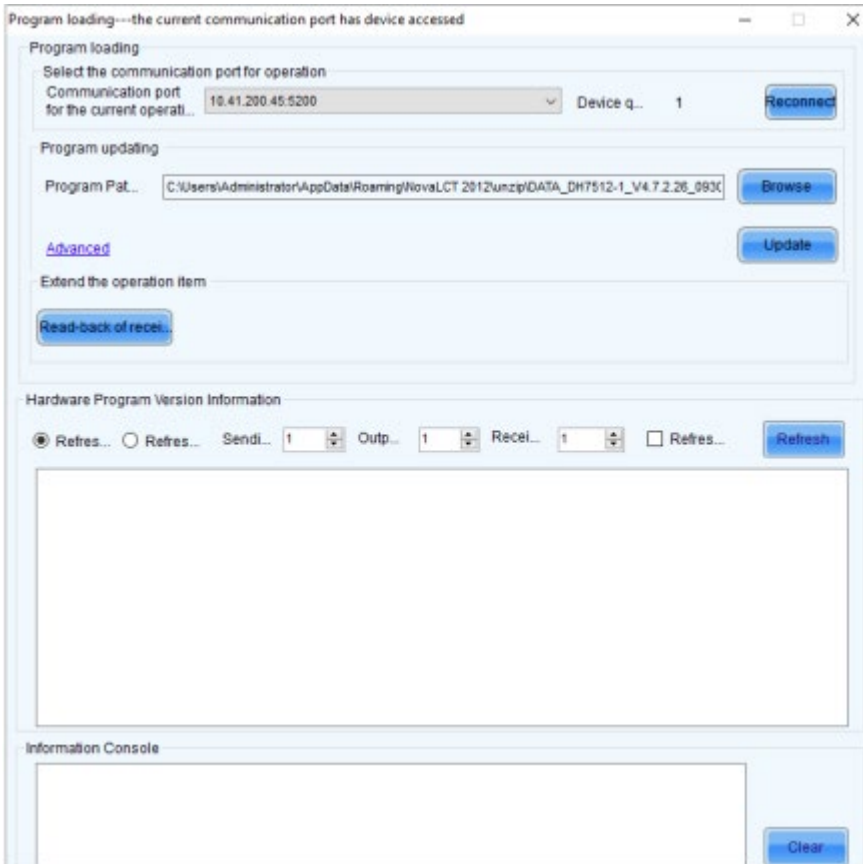 Program loading---the current communication port has device accessed
Program loading
Select the communication port for operation
Communication port
for the current operati...
10.41.200.45:5200
Device q...
1
Reconnect
Program updating
Program Pat...
C:\Users\Administrator\AppData\Roaming\NovaLCT 2012\unzip\DATA_DH7512-1_V4.7.2.26_093(
Browse
Advanced
Update
Extend the operation item
Read-back of recei...
Hardware Program Version Information
Refres...
Refres...
Sendi...
1
Outp...
1
Recei...
1
Refres...
Refresh
Information Console
Clear